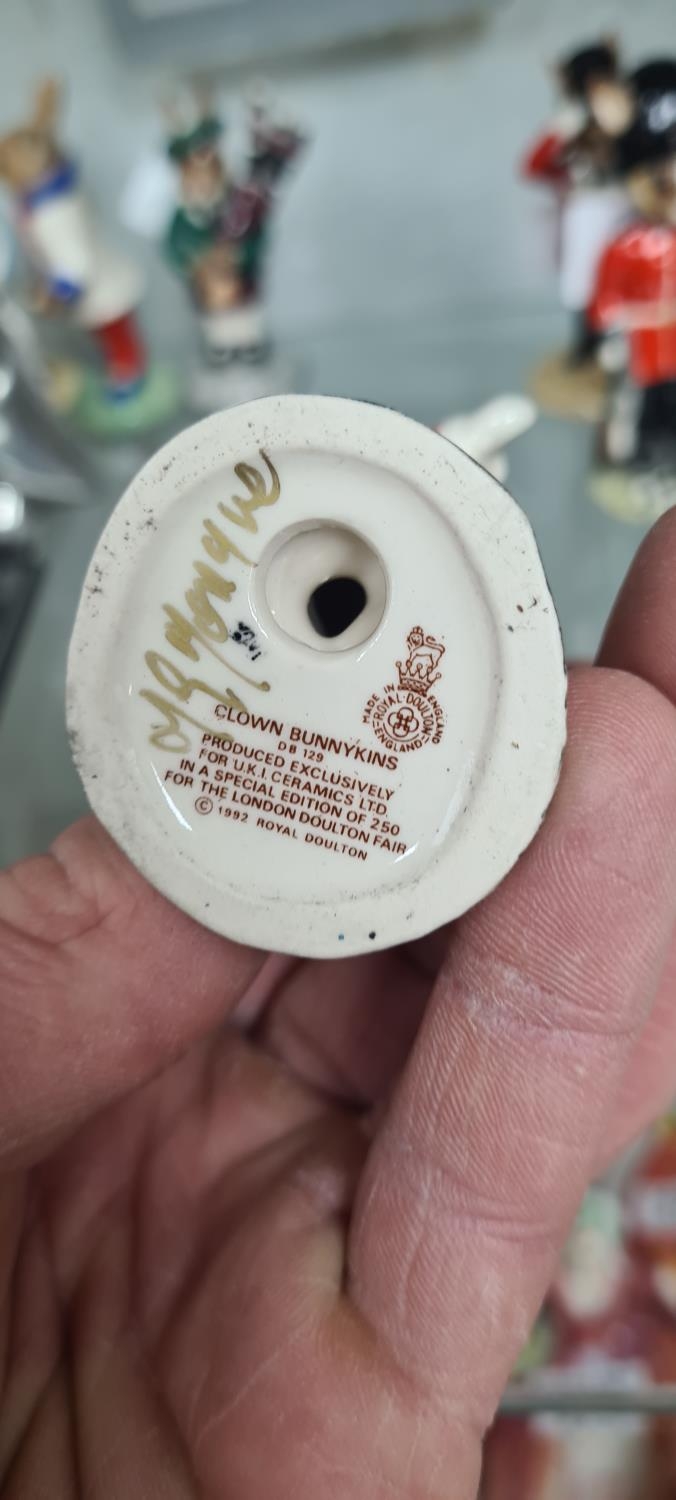 CLOWN BUNNYKINS
DB 129
PRODUCED EXCLUSIVELY
FOR U.K.I. CERAMICS LTD.
IN A SPECIAL EDITION OF 250
FOR THE LONDON DOULTON FAIR
© 1992 ROYAL DOULTON
MADE IN ENGLAND
ROYAL DOULTON
ENGLAND